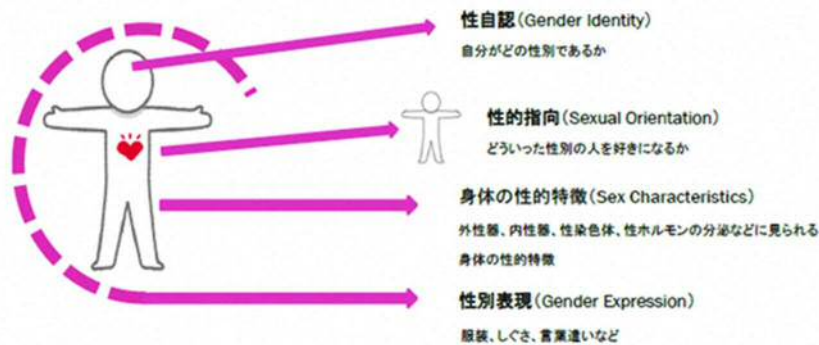 性自認(Gender Identity)
自分がどの性別であるか
性的指向(Sexual Orientation)
どういった性別の人を好きになるか
身体の性的特徴(Sex Characteristics)
外性器、内性器、性染色体、性ホルモンの分泌などに見られる
身体の性的特徴
性別表現(Gender Expression)
服装、しぐさ、言葉遣いなど